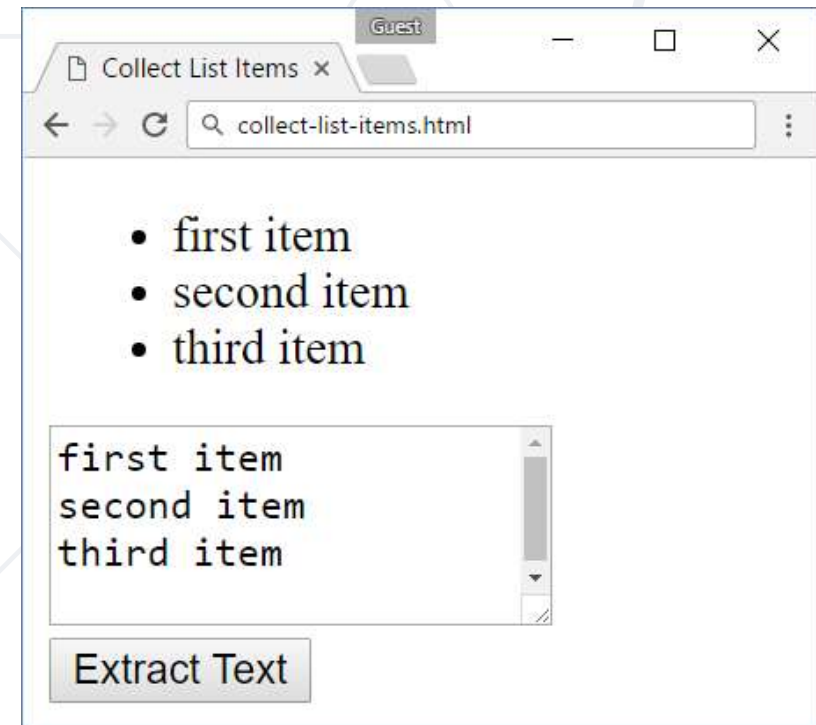 Guest
Collect List Items ×
collect-list-items.html
• first item
• second item
• third item
first item
second item
third item
Extract Text